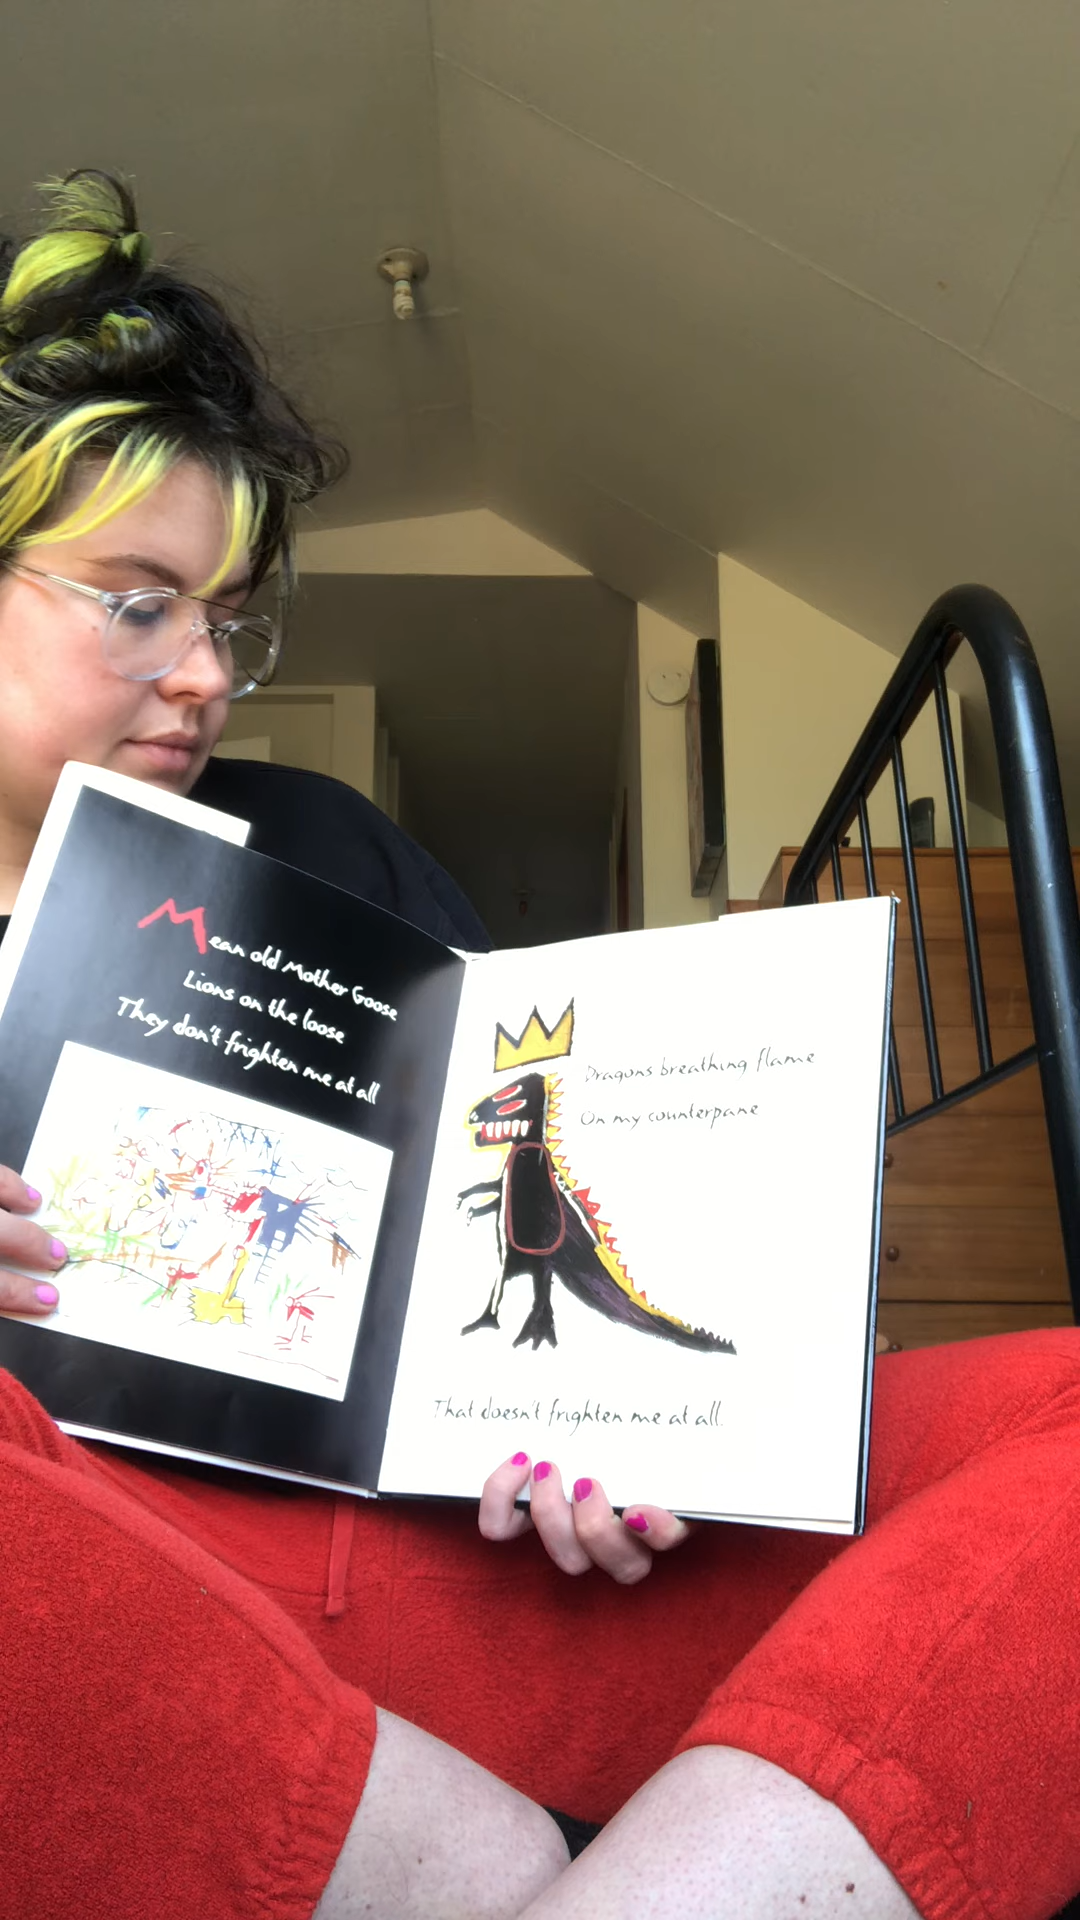 Mean old Mother Goose
Lions on the loose
They don't frighten me at all
Dragons breathing flame
On my counterpane
That doesn't frighten me at all.